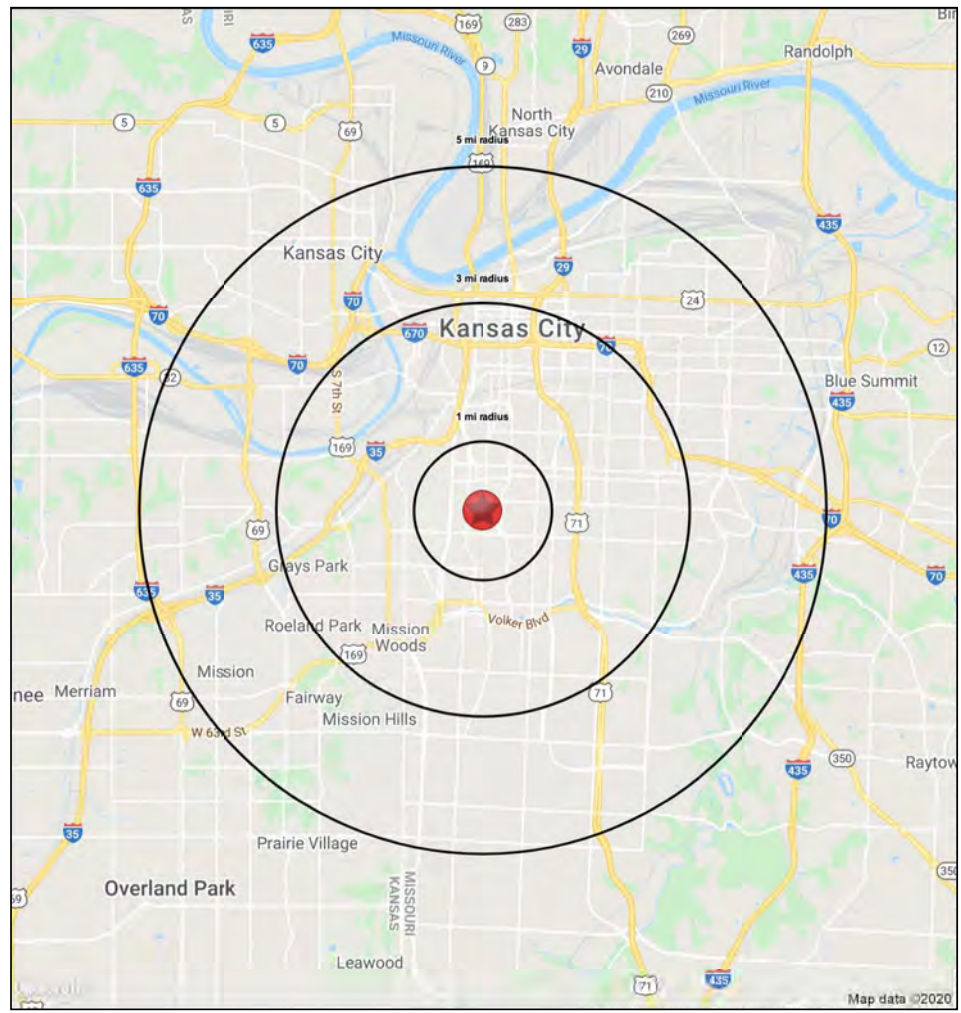 AS
IRI
635
169
283
29
269
Missouri River
9
Avondale
Randolph
210
Missouri River
5
5
69
North
Kansas City
5 mi radius
169
635
435
Kansas City
29
3 mi radius
70
24
70
670
Kansas City
70
12
635
70
32
S 7th St
Blue Summit
435
1 mi radius
169
35
71
70
69
Grays Park
435
70
635
35
Roeland Park
Mission
Woods
Volker Blvd
169
Mission
nee
Merriam
69
Fairway
71
Mission Hills
W 63rd St
350
Raytow
435
35
Prairie Village
350
MISSOURI
KANSAS
Overland Park
69
Leawood
71
435
Map data ©2020